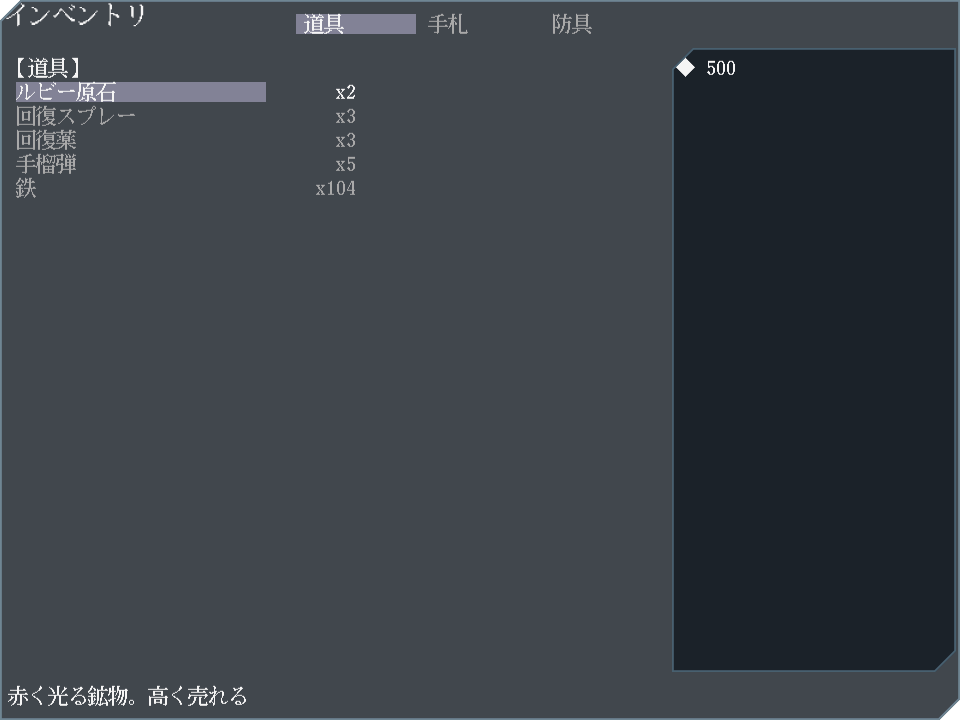 インベントリ
道具 手札 防具
【道具】
ルビー原石 x2
回復スプレー x3
回復薬 x3
手榴弾 x5
鉄 x104
◆ 500
赤く光る鉱物。高く売れる